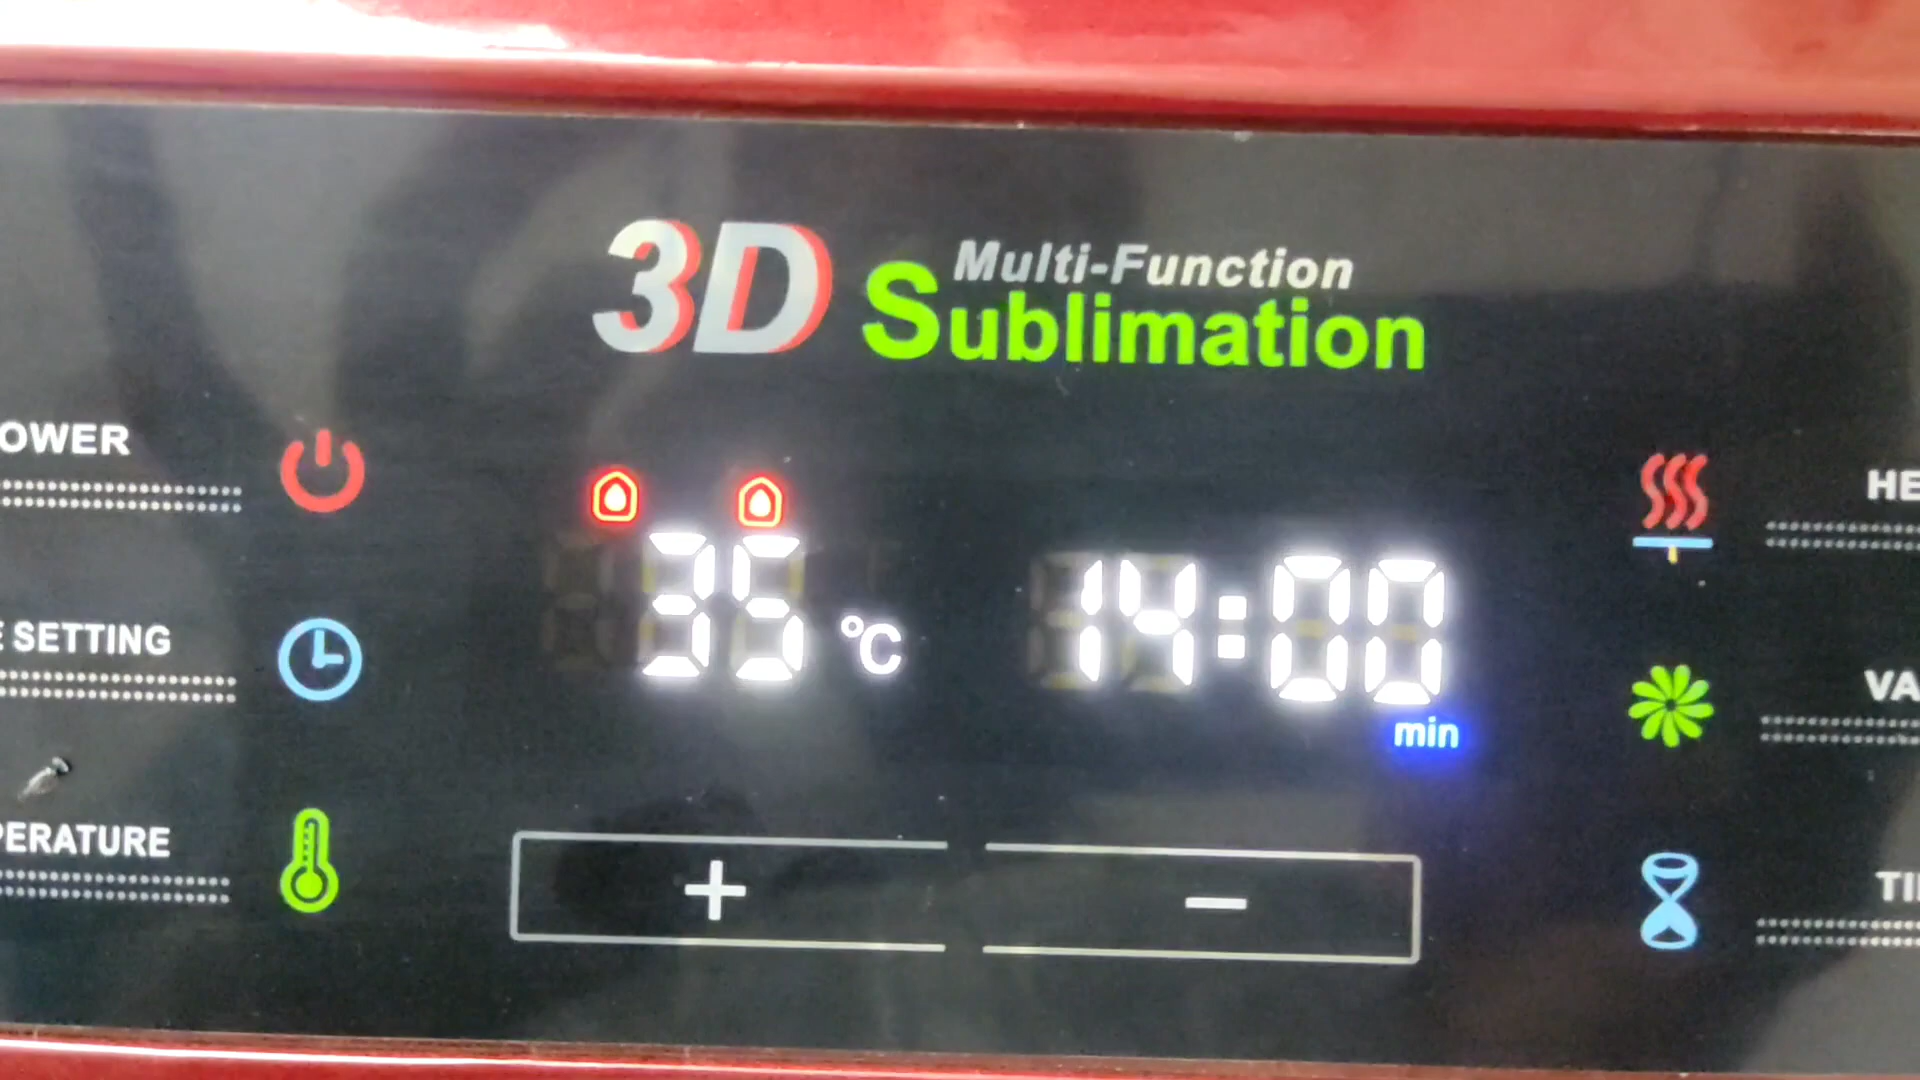 3D Multi-Function
Sublimation
OWER
HE
35 °C
14:00
min
E SETTING
VA
PERATURE
TI
+
−